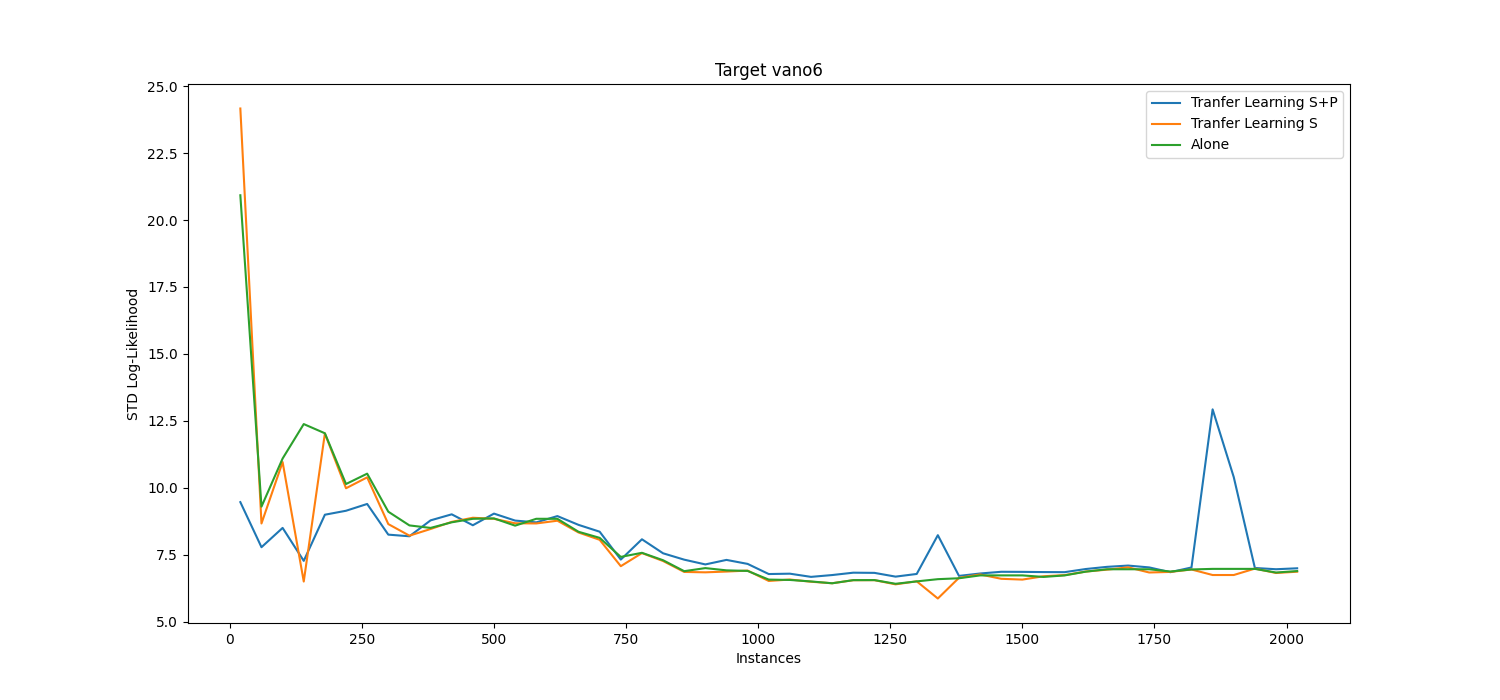 Target vano6
25.0
22.5
20.0
17.5
15.0
12.5
10.0
7.5
5.0
STD Log-Likelihood
Tranfer Learning S+P
Tranfer Learning S
Alone
0 250 500 750 1000 1250 1500 1750 2000
Instances